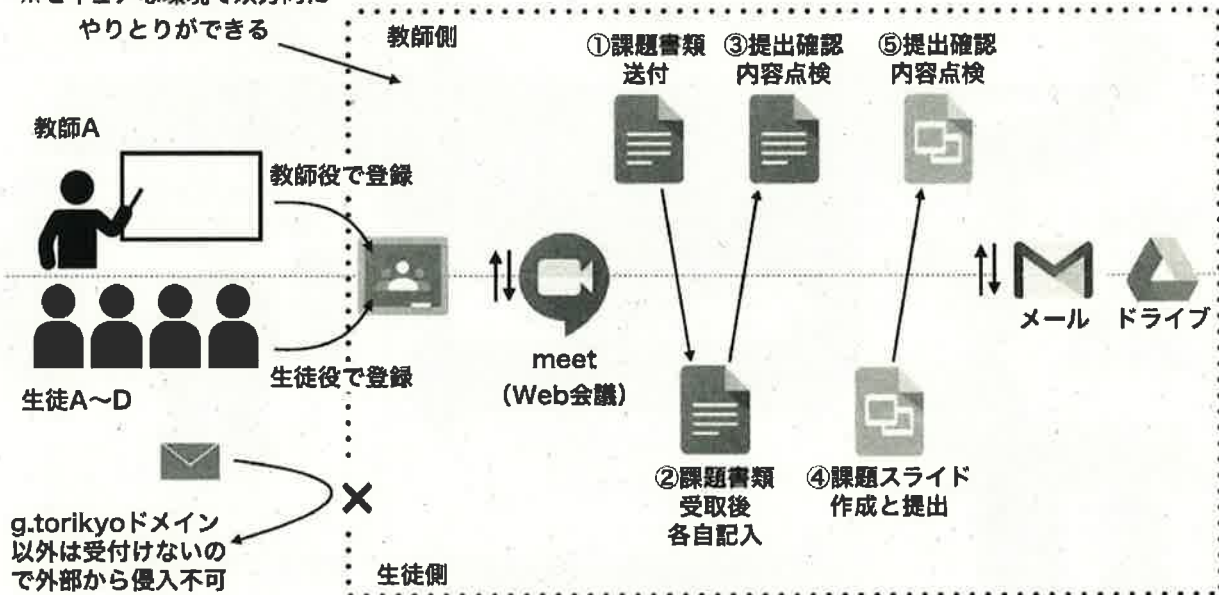 やりとりができる
教師側
①課題書類
送付
③提出確認
内容点検
⑤提出確認
内容点検
教師A
教師役で登録
meet
(Web会議)
メール
ドライブ
生徒役で登録
生徒A〜D
②課題書類
受取後
各自記入
④課題スライド
作成と提出
g.torikyoドメイン
以外は受付けないの
で外部から侵入不可
生徒側